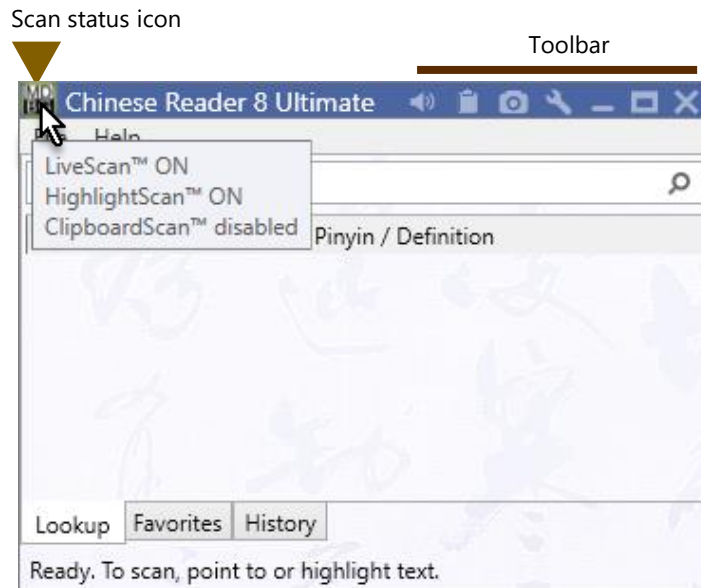 Scan status icon
Toolbar
Chinese Reader 8 Ultimate
Help
LiveScan™ ON
HighlightScan™ ON
ClipboardScan™ disabled
Pinyin / Definition
Lookup Favorites History
Ready. To scan, point to or highlight text.